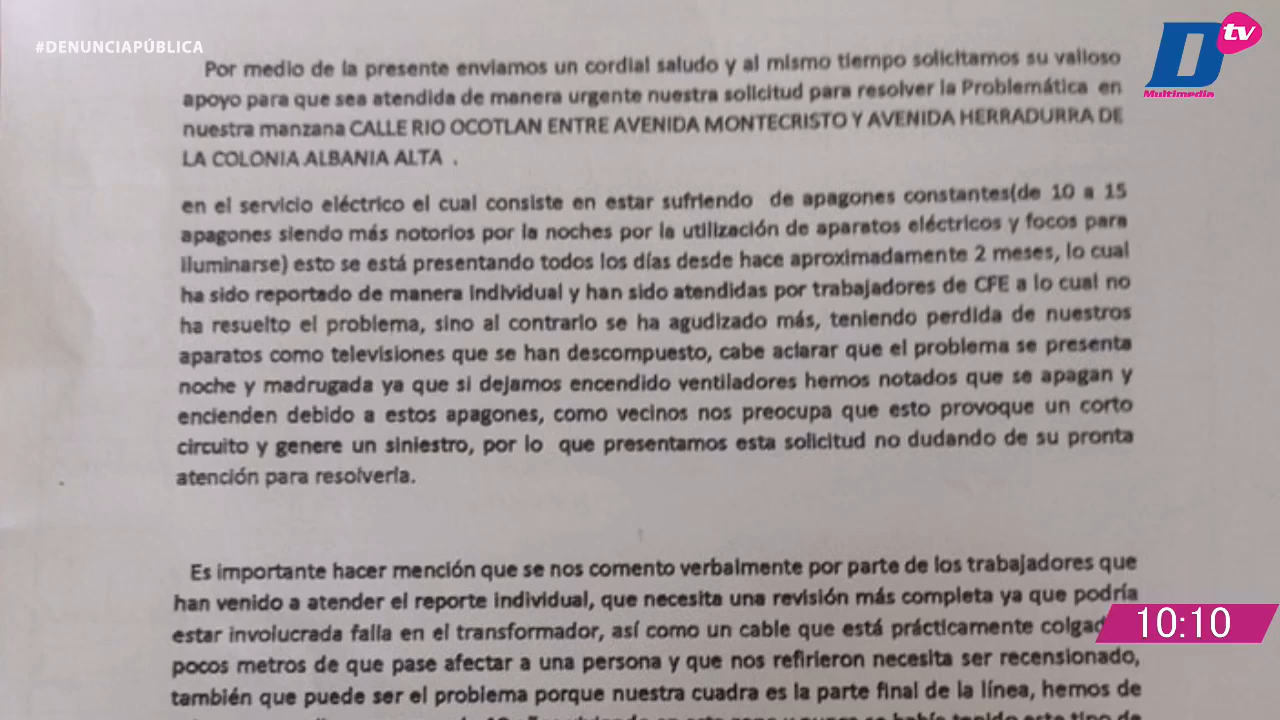 #DENUNCIAPÚBLICA
D tv
Multimedia
Por medio de la presente enviamos un cordial saludo y al mismo tiempo solicitamos su valioso
apoyo para que sea atendida de manera urgente nuestra solicitud para resolver la Problemática en
nuestra manzana CALLE RIO OCOTLAN ENTRE AVENIDA MONTECRISTO Y AVENIDA HERRADURRA DE
LA COLONIA ALBANIA ALTA .
en el servicio eléctrico el cual consiste en estar sufriendo de apagones constantes(de 10 a 15
apagones siendo más notorios por la noches por la utilización de aparatos eléctricos y focos para
iluminarse) esto se está presentando todos los días desde hace aproximadamente 2 meses, lo cual
ha sido reportado de manera individual y han sido atendidas por trabajadores de CFE a lo cual no
ha resuelto el problema, sino al contrario se ha agudizado más, teniendo perdida de nuestros
aparatos como televisiones que se han descompuesto, cabe aclarar que el problema se presenta
noche y madrugada ya que si dejamos encendido ventiladores hemos notados que se apagan y
encienden debido a estos apagones, como vecinos nos preocupa que esto provoque un corto
circuito y genere un siniestro, por lo que presentamos esta solicitud no dudando de su pronta
atención para resolverla.
Es importante hacer mención que se nos comento verbalmente por parte de los trabajadores que
han venido a atender el reporte individual, que necesita una revisión más completa ya que podría
estar involucrada falla en el transformador, así como un cable que está prácticamente
10:10
pocos metros de que pase afectar a una persona y que nos refirieron necesita ser recensionado,
también que puede ser el problema porque nuestra cuadra es la parte final de la línea, hemos de